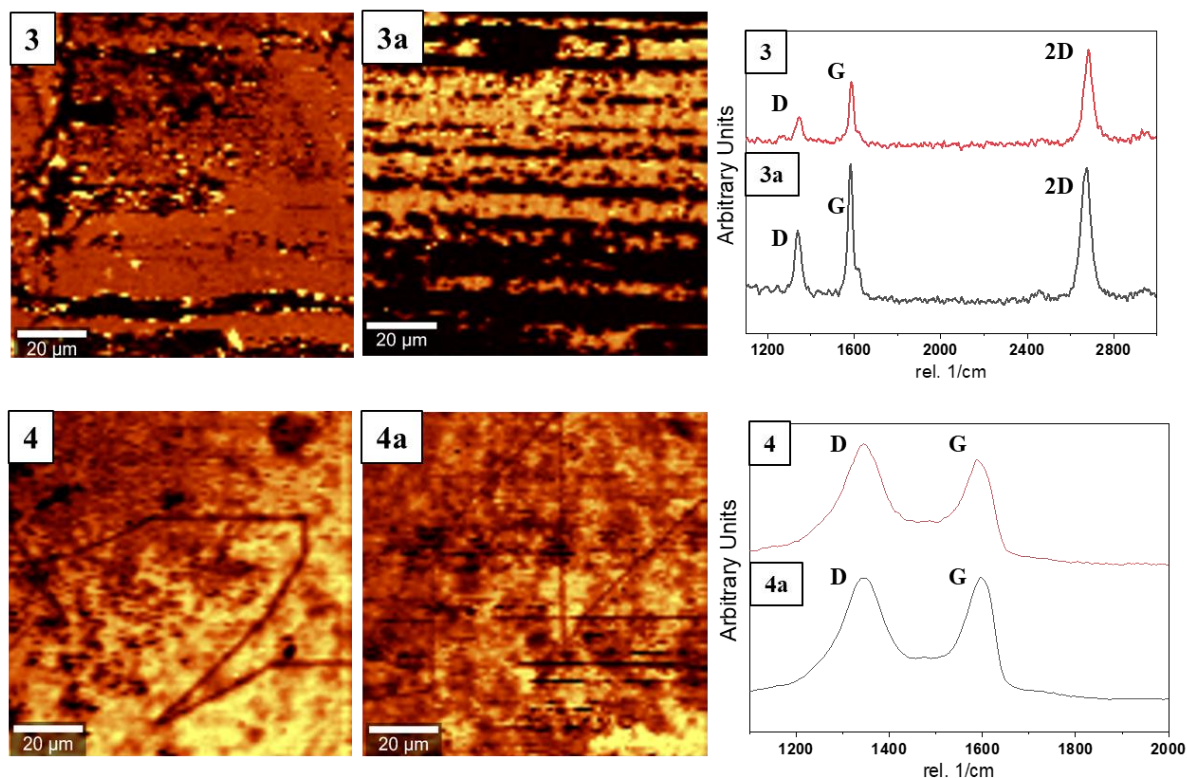 3
20 µm
3a
20 µm
3
D
G
2D
3a
D
G
2D
Arbitrary Units
1200 1600 2000 2400 2800
rel. 1/cm
4
20 µm
4a
20 µm
4
D
G
4a
D
G
Arbitrary Units
1200 1400 1600 1800 2000
rel. 1/cm